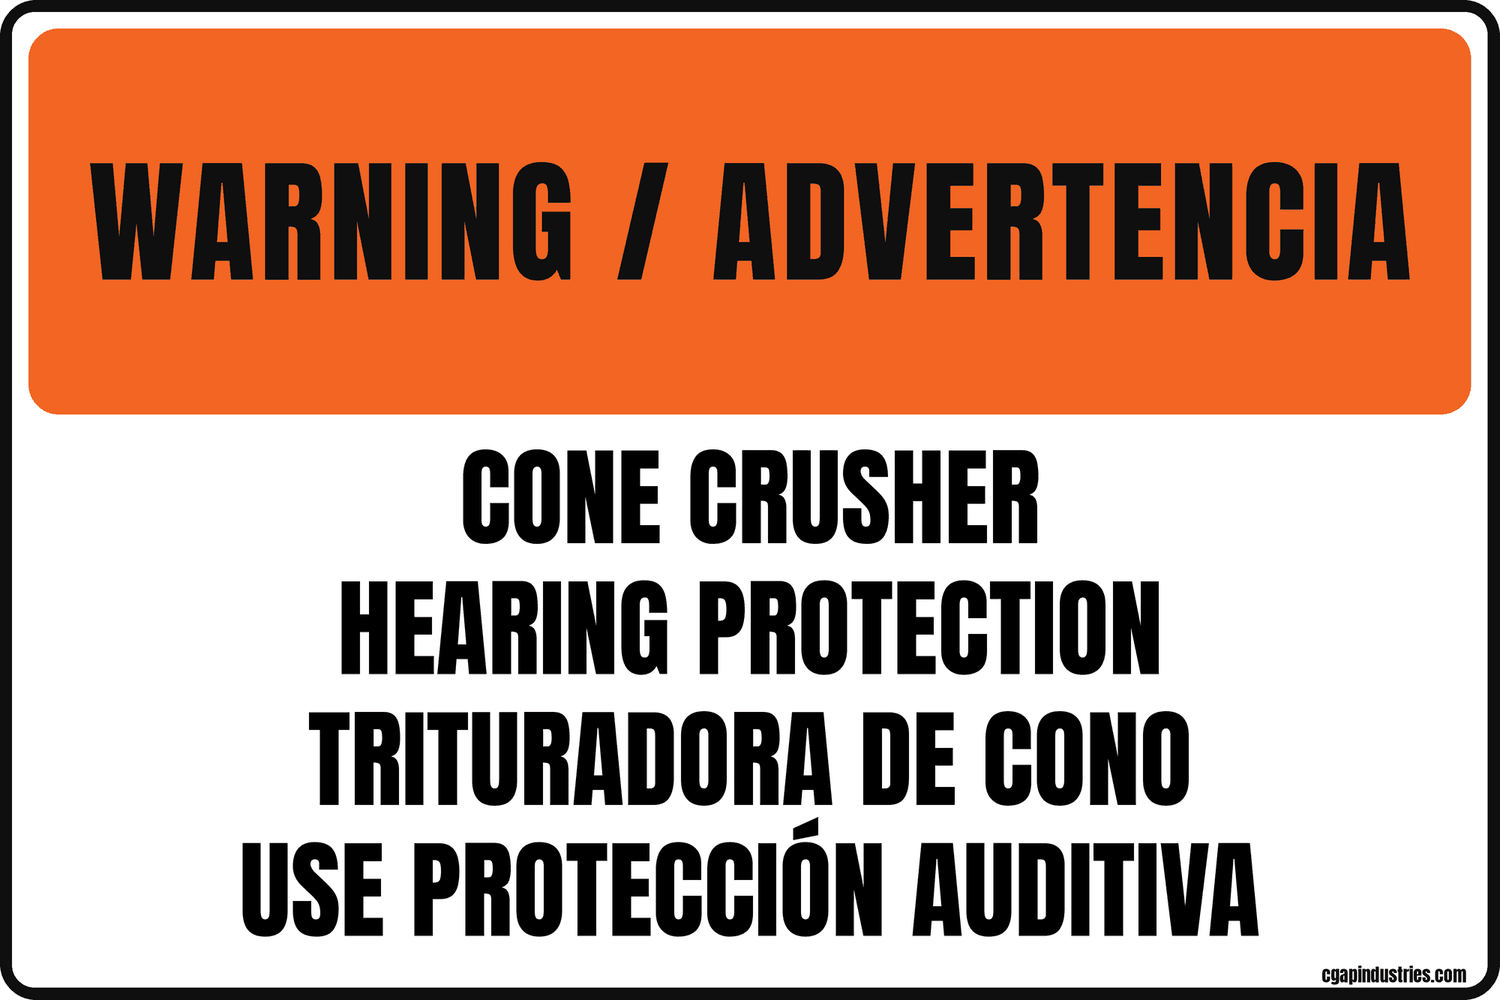 WARNING / ADVERTENCIA
CONE CRUSHER
HEARING PROTECTION
TRITURADORA DE CONO
USE PROTECCIÓN AUDITIVA
cgapindustries.com